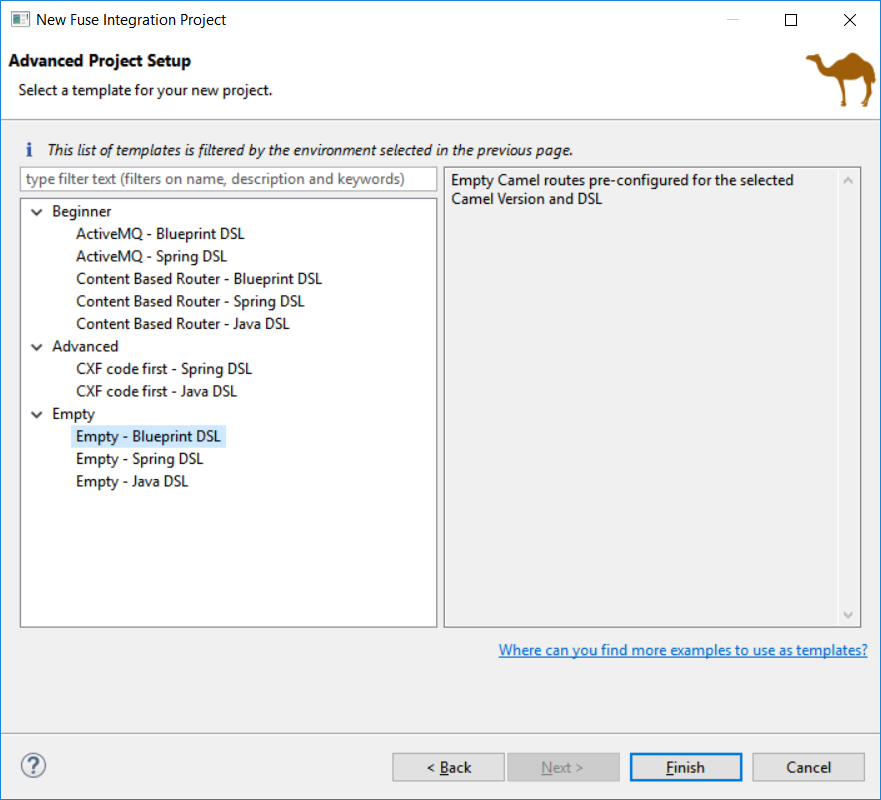 New Fuse Integration Project
Advanced Project Setup
Select a template for your new project.
i This list of templates is filtered by the environment selected in the previous page.
type filter text (filters on name, description and keywords)
Beginner
ActiveMQ - Blueprint DSL
ActiveMQ - Spring DSL
Content Based Router - Blueprint DSL
Content Based Router - Spring DSL
Content Based Router - Java DSL
Advanced
CXF code first - Spring DSL
CXF code first - Java DSL
Empty
Empty - Blueprint DSL
Empty - Spring DSL
Empty - Java DSL
Empty Camel routes pre-configured for the selected
Camel Version and DSL
Where can you find more examples to use as templates?
? < Back Next > Finish Cancel